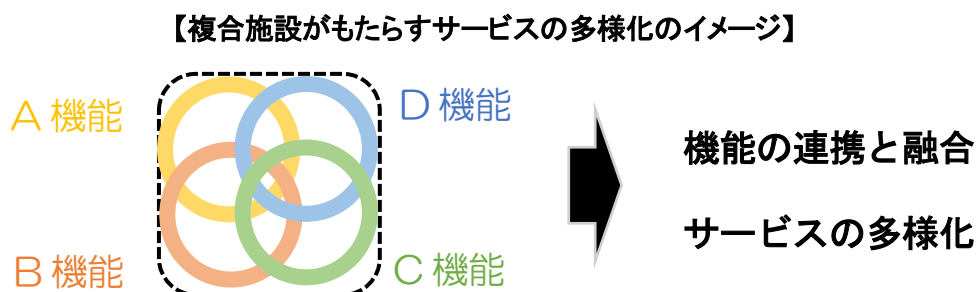 【複合施設がもたらすサービスの多様化のイメージ】
A 機能
D 機能
B 機能
C 機能
機能の連携と融合
サービスの多様化